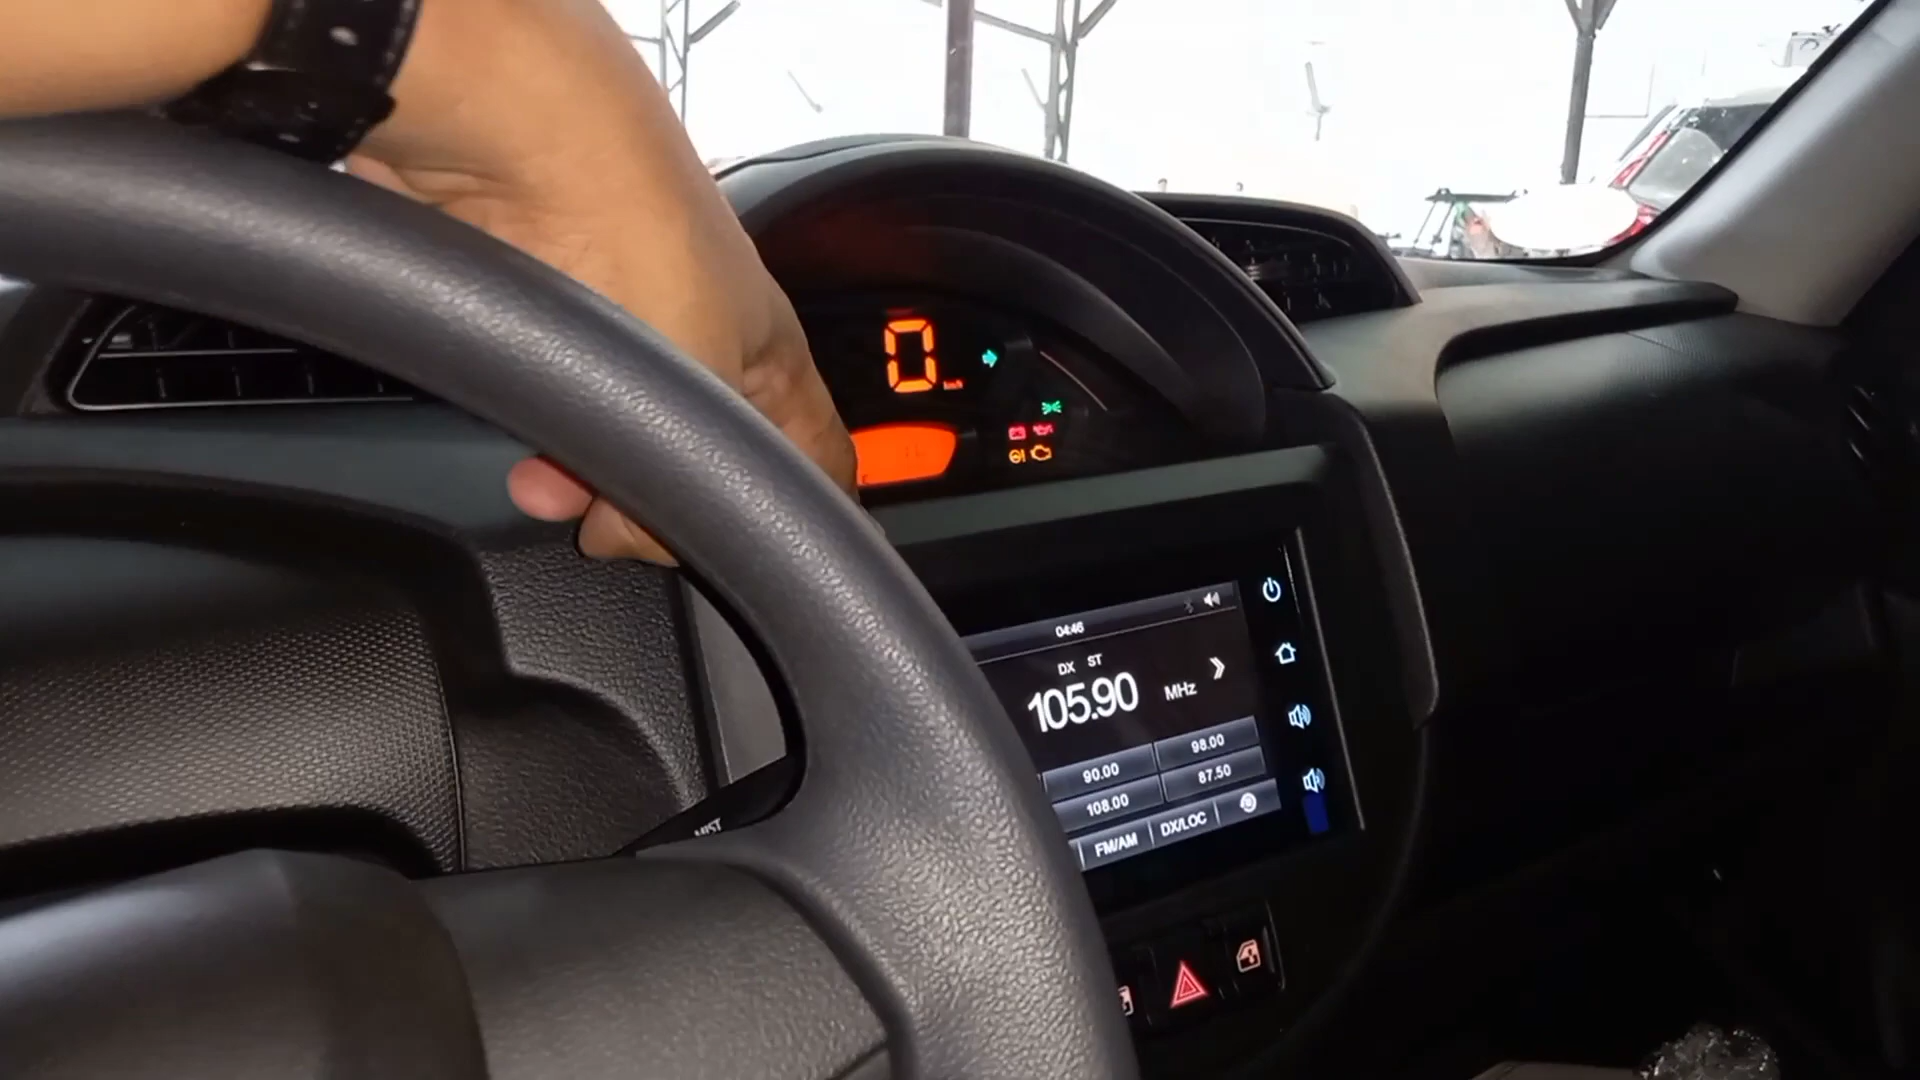 0
km/h
04:46
DX ST
105.90 MHz
90.00 98.00
108.00 87.50
FM/AM DX/LOC
MIST